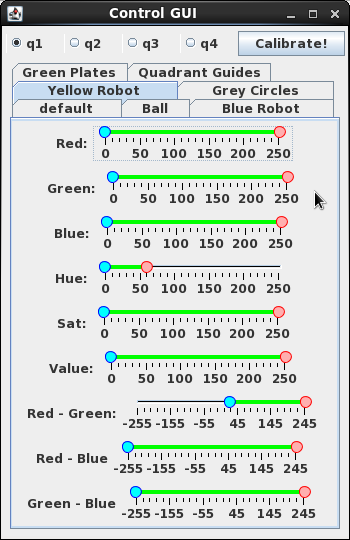 Control GUI
q1 q2 q3 q4 Calibrate!
Green Plates Quadrant Guides
Yellow Robot Grey Circles
default Ball Blue Robot
Red:
0 50 100 150 200 250
Green:
0 50 100 150 200 250
Blue:
0 50 100 150 200 250
Hue:
0 50 100 150 200 250
Sat:
0 50 100 150 200 250
Value:
0 50 100 150 200 250
Red - Green:
-255 -155 -55 45 145 245
Red - Blue
-255 -155 -55 45 145 245
Green - Blue
-255 -155 -55 45 145 245